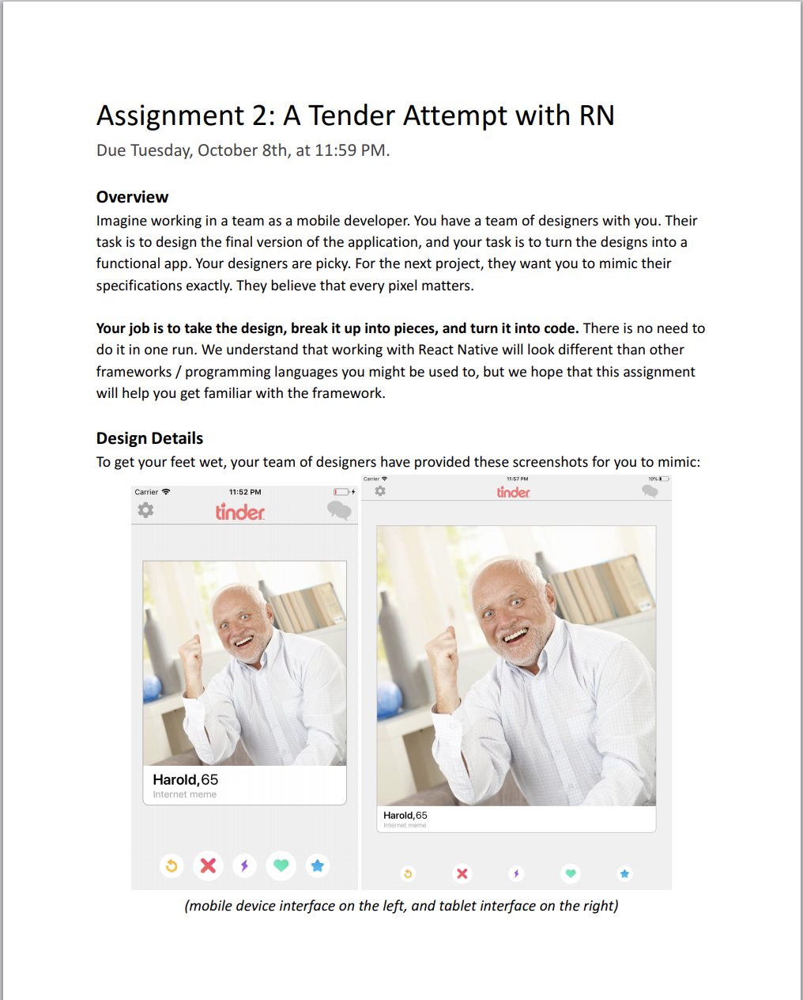 Assignment 2: A Tender Attempt with RN
Due Tuesday, October 8th, at 11:59 PM.
Overview
Imagine working in a team as a mobile developer. You have a team of designers with you. Their
task is to design the final version of the application, and your task is to turn the designs into a
functional app. Your designers are picky. For the next project, they want you to mimic their
specifications exactly. They believe that every pixel matters.
Your job is to take the design, break it up into pieces, and turn it into code. There is no need to
do it in one run. We understand that working with React Native will look different than other
frameworks / programming languages you might be used to, but we hope that this assignment
will help you get familiar with the framework.
Design Details
To get your feet wet, your team of designers have provided these screenshots for you to mimic:
Carrier 11:52 PM
tinder
Harold,65
Internet meme
Carrier 11:57 PM 19%
tinder
Harold,65
Internet meme
(mobile device interface on the left, and tablet interface on the right)